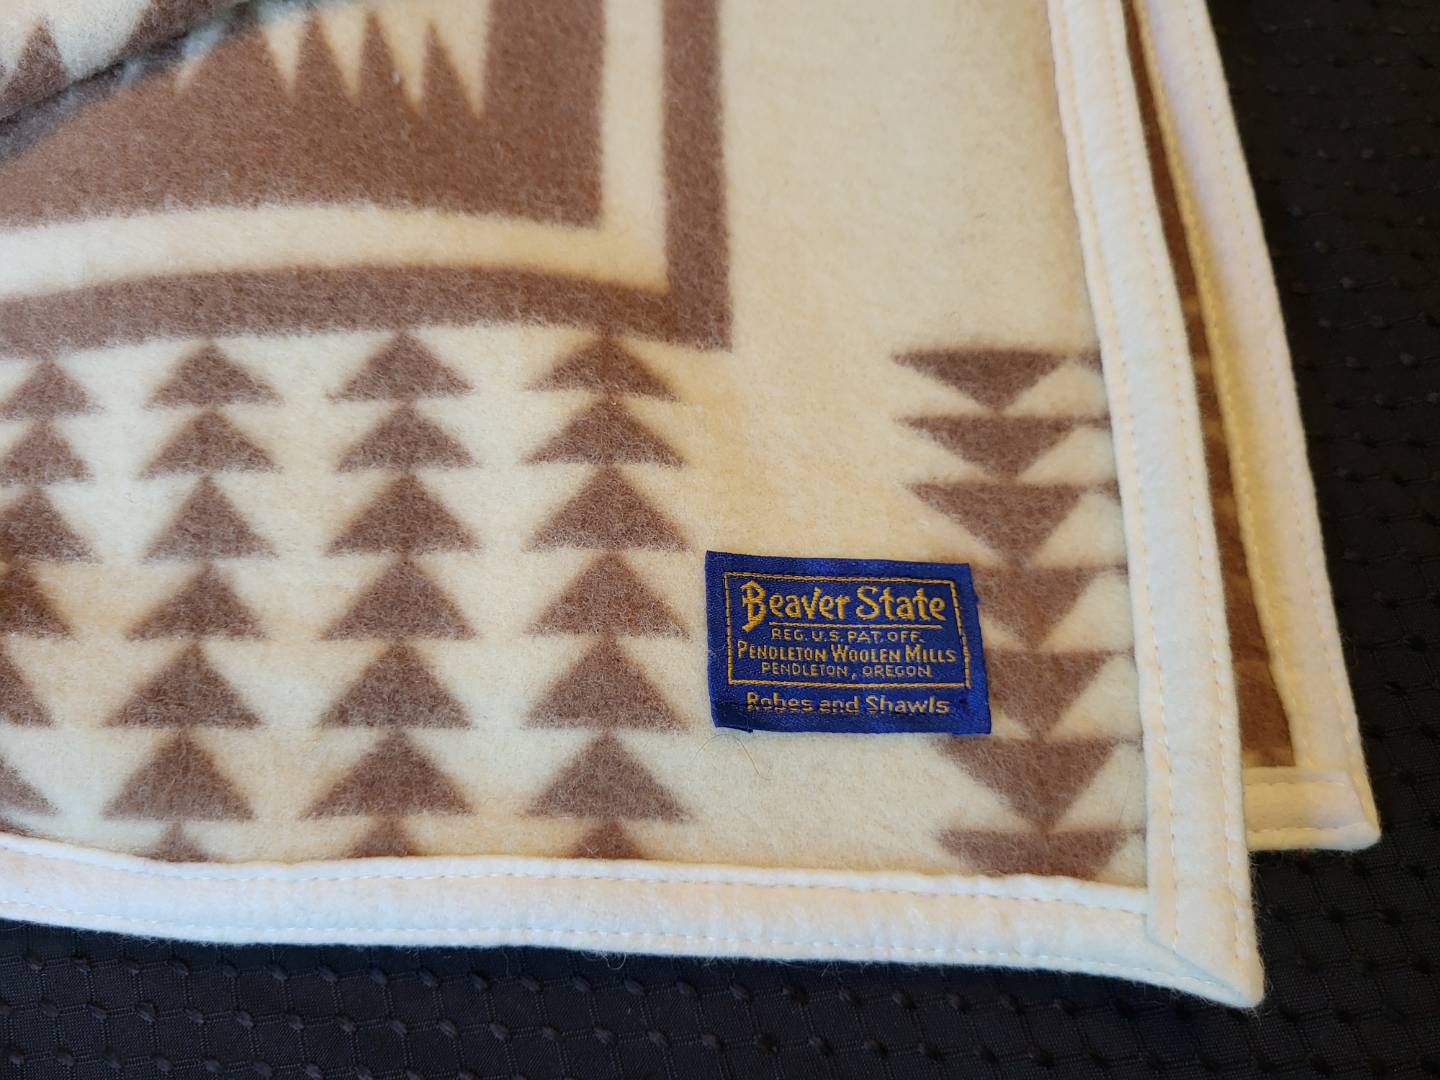 Beaver State
REG. U.S. PAT. OFF.
PENDLETON WOOLEN MILLS
PENDLETON, OREGON
Robes and Shawls